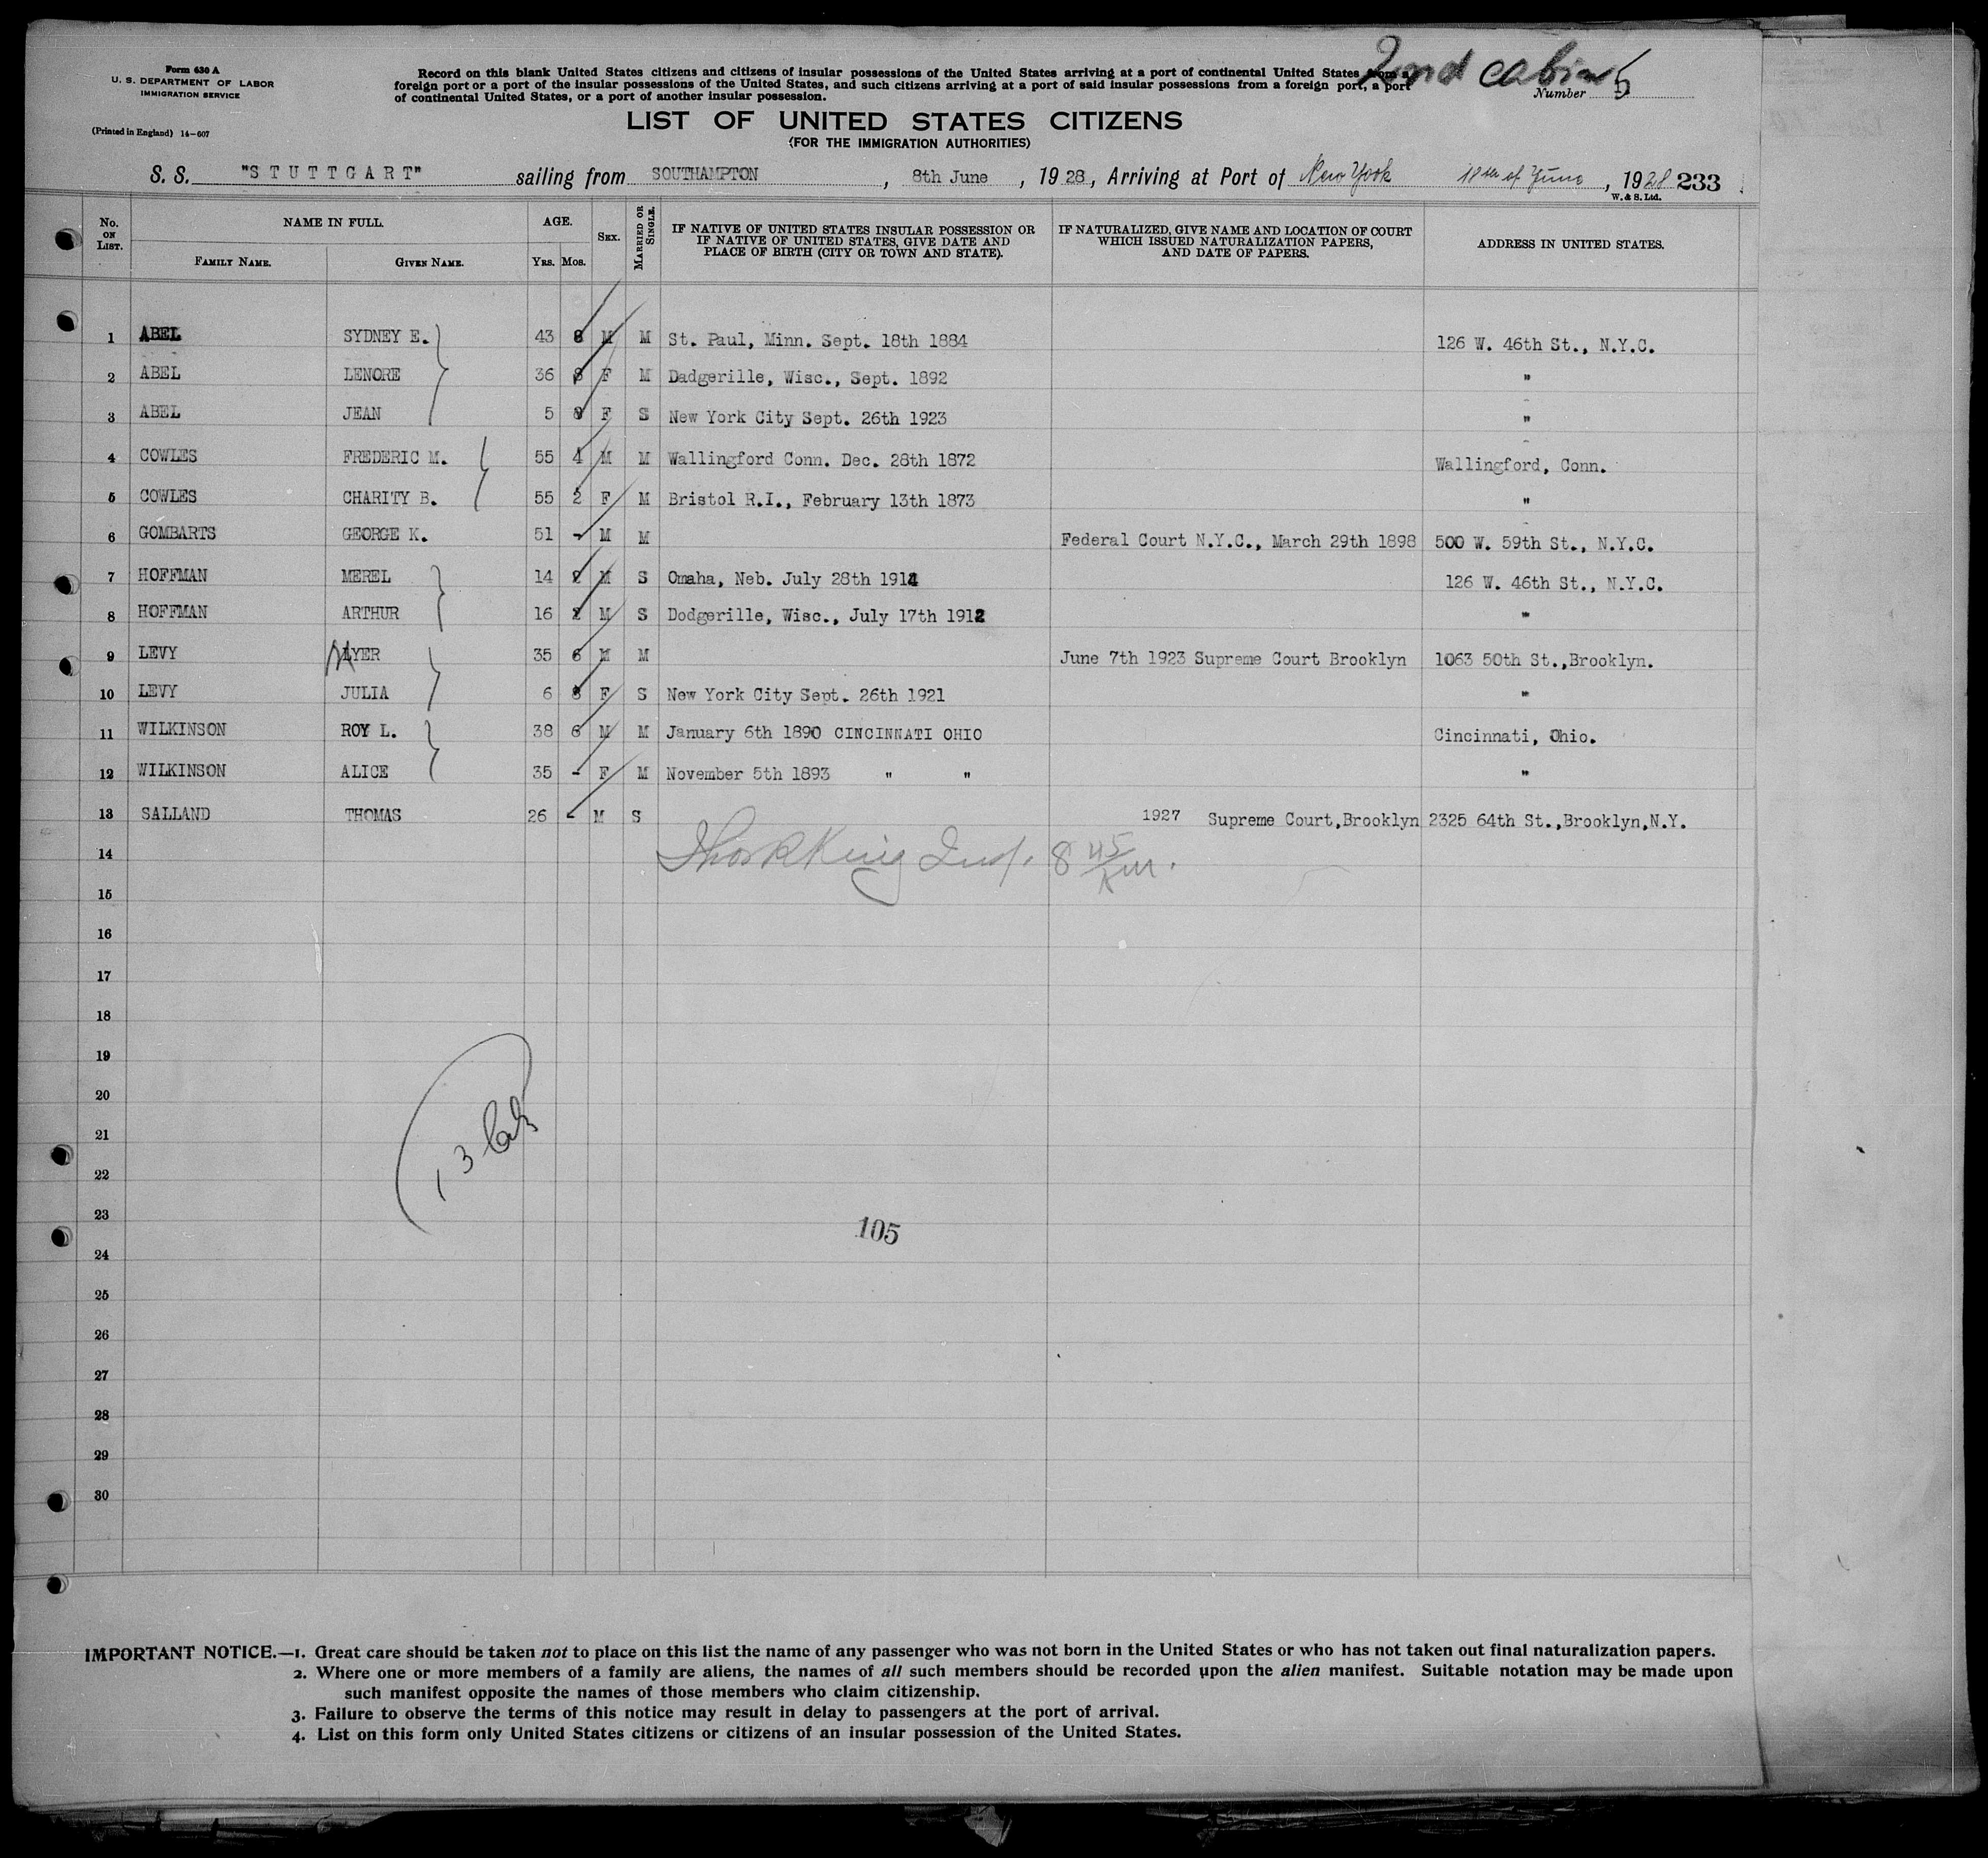 Form 630 A
U. S. DEPARTMENT OF LABOR
IMMIGRATION SERVICE
(Printed in England) 14-607
Record on this blank United States citizens and citizens of insular possessions of the United States arriving at a port of continental United States from a
foreign port or a port of the insular possessions of the United States, and such citizens arriving at a port of said insular possessions from a foreign port, a port
of continental United States, or a port of another insular possession.
2nd cabin
Number 5
LIST OF UNITED STATES CITIZENS
(FOR THE IMMIGRATION AUTHORITIES)
S. S. "STUTTGART" sailing from SOUTHAMPTON, 8th June, 1928, Arriving at Port of New York 18th of June, 1928 233
W. & S. Ltd.
No. ON LIST. NAME IN FULL. AGE. SEX. MARRIED OR SINGLE. IF NATIVE OF UNITED STATES INSULAR POSSESSION OR IF NATIVE OF UNITED STATES, GIVE DATE AND PLACE OF BIRTH (CITY OR TOWN AND STATE). IF NATURALIZED, GIVE NAME AND LOCATION OF COURT WHICH ISSUED NATURALIZATION PAPERS, AND DATE OF PAPERS. ADDRESS IN UNITED STATES.
FAMILY NAME. GIVEN NAME. YRS. MOS.
1 ABEL SYDNEY E. 43 8 M M St. Paul, Minn. Sept. 18th 1884 126 W. 46th St., N.Y.C.
2 ABEL LENORE 36 8 F M Dadgerille, Wisc., Sept. 1892 "
3 ABEL JEAN 5 8 F S New York City Sept. 26th 1923 "
4 COWLES FREDERIC M. 55 4 M M Wallingford Conn. Dec. 28th 1872 Wallingford, Conn.
5 COWLES CHARITY B. 55 2 F M Bristol R.I., February 13th 1873 "
6 GOMBARTS GEORGE K. 51 - M M Federal Court N.Y.C., March 29th 1898 500 W. 59th St., N.Y.C.
7 HOFFMAN MEREL 14 2 M S Omaha, Neb. July 28th 1914 126 W. 46th St., N.Y.C.
8 HOFFMAN ARTHUR 16 2 M S Dodgerille, Wisc., July 17th 1912 "
9 LEVY MYER 35 6 M M June 7th 1923 Supreme Court Brooklyn 1063 50th St.,Brooklyn.
10 LEVY JULIA 6 8 F S New York City Sept. 26th 1921 "
11 WILKINSON ROY L. 38 6 M M January 6th 1890 CINCINNATI OHIO Cincinnati, Ohio.
12 WILKINSON ALICE 35 - F M November 5th 1893 " " "
13 SALLAND THOMAS 26 - M S 1927 Supreme Court,Brooklyn 2325 64th St.,Brooklyn,N.Y.
14 King 8 45
15
16
17
18
19
20
21
22
13
23
105
24
25
26
27
28
29
30
IMPORTANT NOTICE.—1. Great care should be taken not to place on this list the name of any passenger who was not born in the United States or who has not taken out final naturalization papers.
2. Where one or more members of a family are aliens, the names of all such members should be recorded upon the alien manifest. Suitable notation may be made upon
such manifest opposite the names of those members who claim citizenship.
3. Failure to observe the terms of this notice may result in delay to passengers at the port of arrival.
4. List on this form only United States citizens or citizens of an insular possession of the United States.